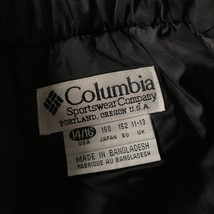 Columbia
Sportswear Company
PORTLAND, OREGON U.S.A.
14/16 160 152 11-13
USA JAPAN EU UK
MADE IN BANGLADESH
FABRIQUÉ AU BANGLADESH